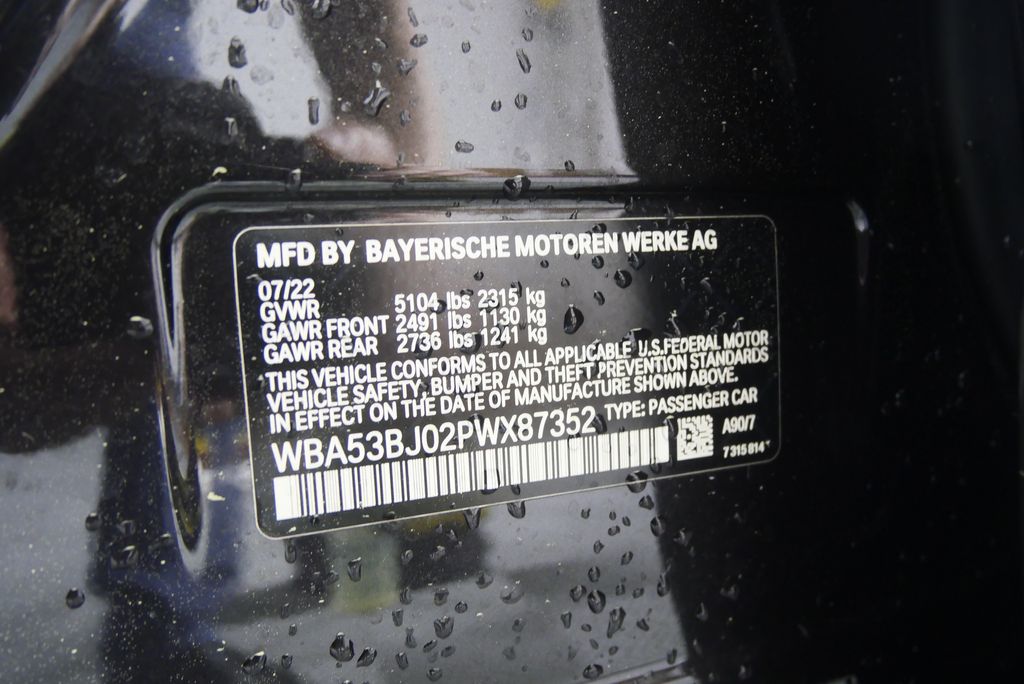 MFD BY BAYERISCHE MOTOREN WERKE AG
07/22
GVWR 5104 lbs 2315 kg
GAWR FRONT 2491 lbs 1130 kg
GAWR REAR 2736 lbs 1241 kg
THIS VEHICLE CONFORMS TO ALL APPLICABLE U.S.FEDERAL MOTOR
VEHICLE SAFETY, BUMPER AND THEFT PREVENTION STANDARDS
IN EFFECT ON THE DATE OF MANUFACTURE SHOWN ABOVE.
WBA53BJ02PWX87352 TYPE: PASSENGER CAR
A90/7
7 315 814